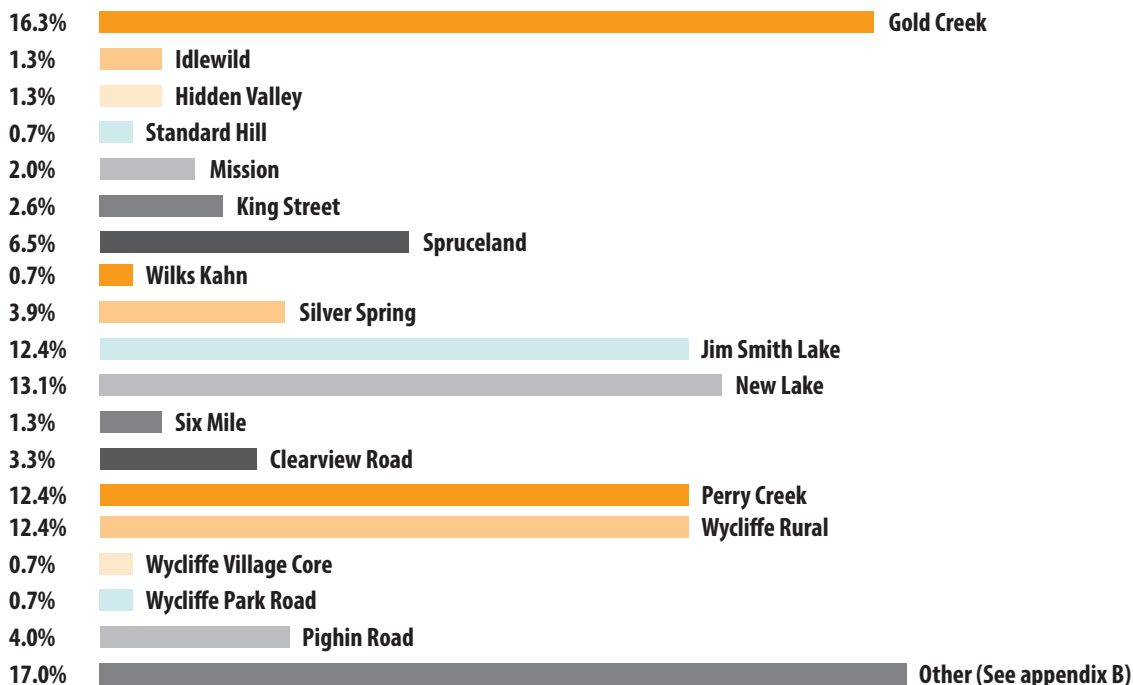 16.3% Gold Creek
1.3% Idlewild
1.3% Hidden Valley
0.7% Standard Hill
2.0% Mission
2.6% King Street
6.5% Spruceland
0.7% Wilks Kahn
3.9% Silver Spring
12.4% Jim Smith Lake
13.1% New Lake
1.3% Six Mile
3.3% Clearview Road
12.4% Perry Creek
12.4% Wycliffe Rural
0.7% Wycliffe Village Core
0.7% Wycliffe Park Road
4.0% Pighin Road
17.0% Other (See appendix B)